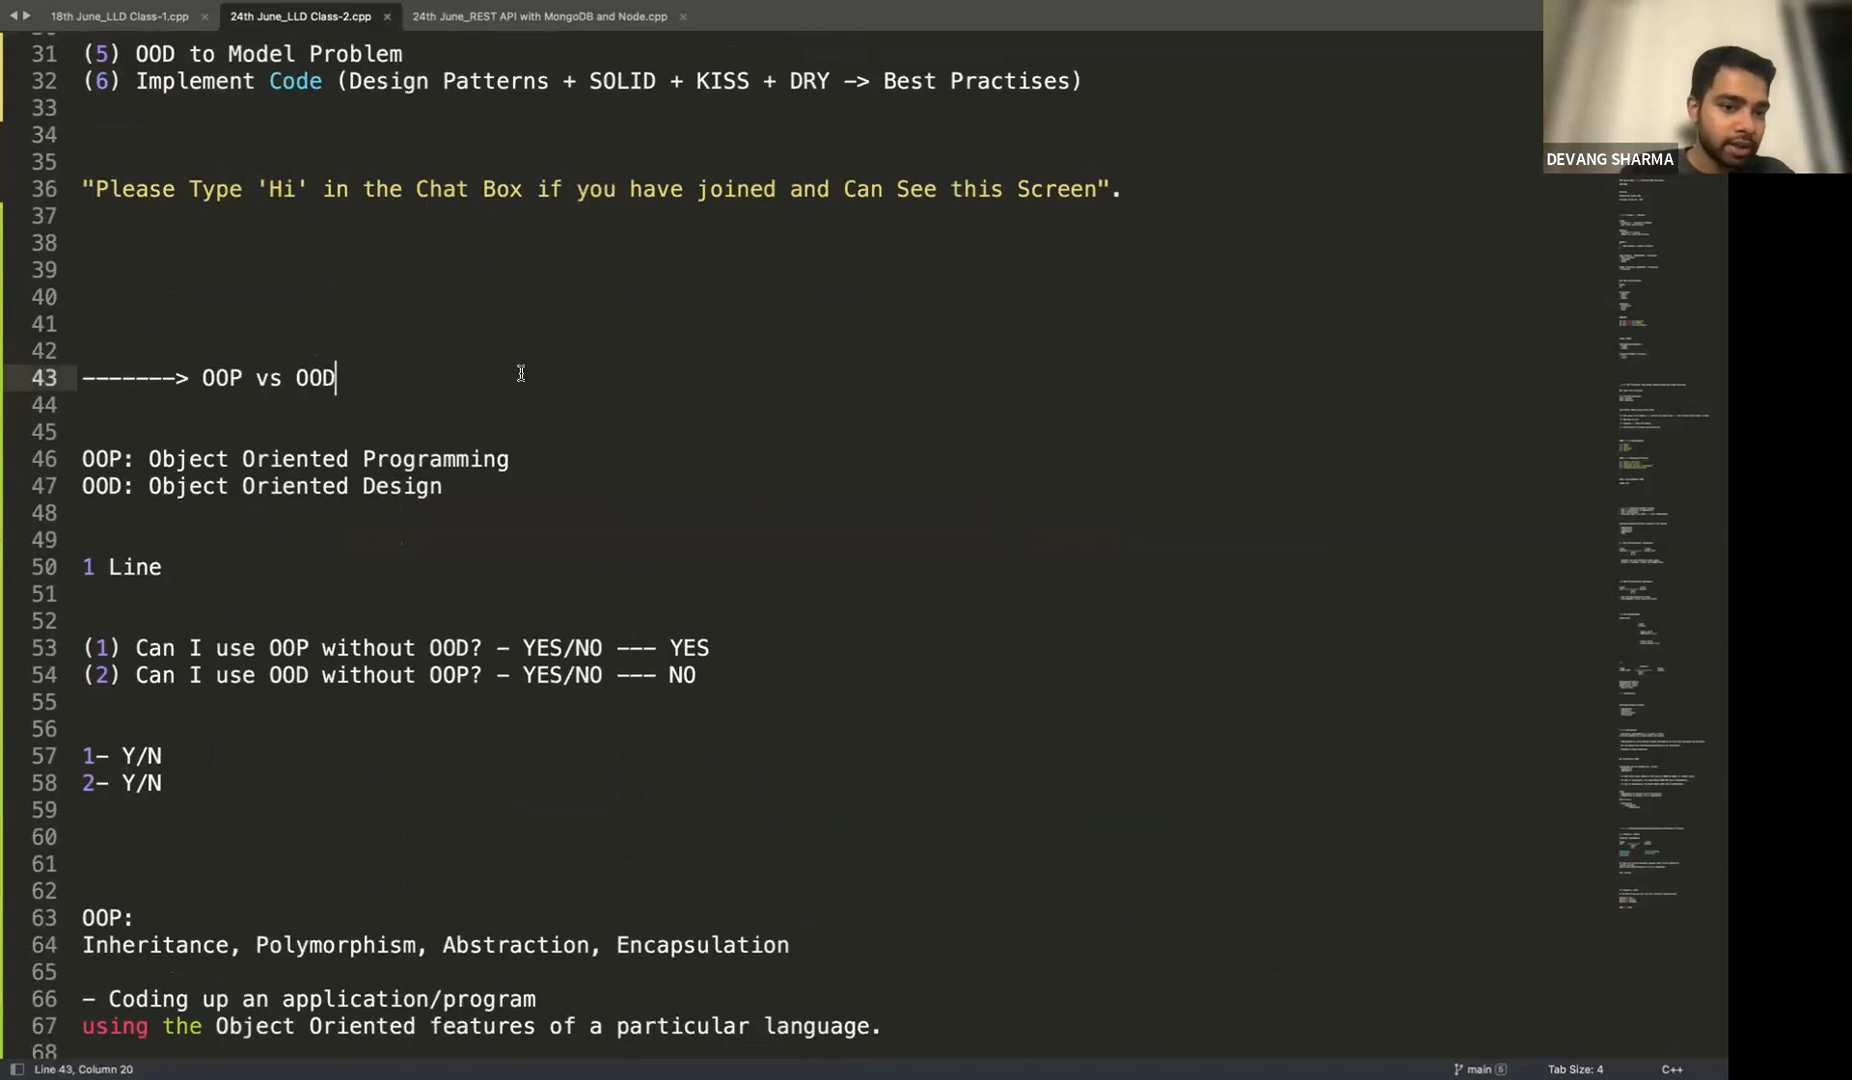 18th June_LLD Class-1.cpp
24th June_LLD Class-2.cpp
24th June_REST API with MongoDB and Node.cpp
DEVANG SHARMA
31 (5) OOD to Model Problem
32 (6) Implement Code (Design Patterns + SOLID + KISS + DRY -> Best Practises)
33
34
35
36 "Please Type 'Hi' in the Chat Box if you have joined and Can See this Screen".
37
38
39
40
41
42
43 -------> OOP vs OOD
44
45
46 OOP: Object Oriented Programming
47 OOD: Object Oriented Design
48
49
50 1 Line
51
52
53 (1) Can I use OOP without OOD? - YES/NO --- YES
54 (2) Can I use OOD without OOP? - YES/NO --- NO
55
56
57 1- Y/N
58 2- Y/N
59
60
61
62
63 OOP:
64 Inheritance, Polymorphism, Abstraction, Encapsulation
65
66 - Coding up an application/program
67 using the Object Oriented features of a particular language.
68
Line 43, Column 20
main 5
Tab Size: 4
C++